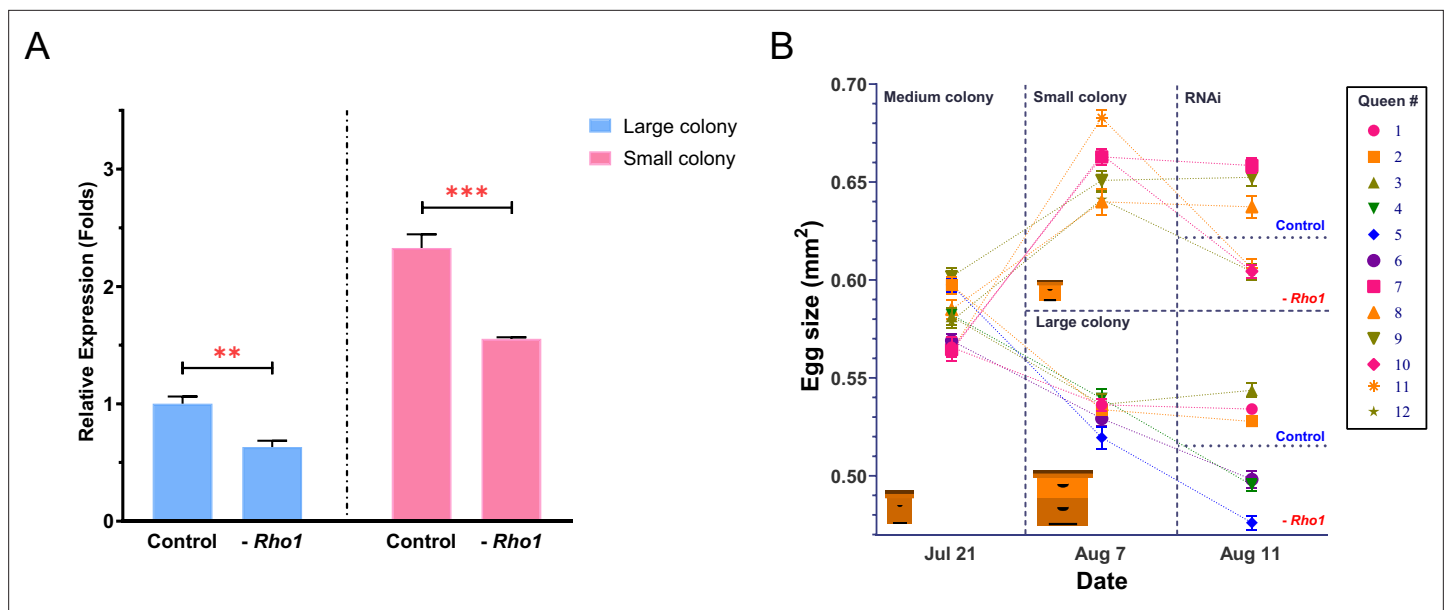 A
Relative Expression (Folds)
3
2
1
0
**
***
Large colony
Small colony
Control
- Rho1
Control
- Rho1
B
Egg size (mm²)
0.70
0.65
0.60
0.55
0.50
Medium colony
Small colony
RNAi
Control
- Rho1
Large colony
Control
- Rho1
Jul 21
Aug 7
Aug 11
Date
Queen #
1
2
3
4
5
6
7
8
9
10
11
12